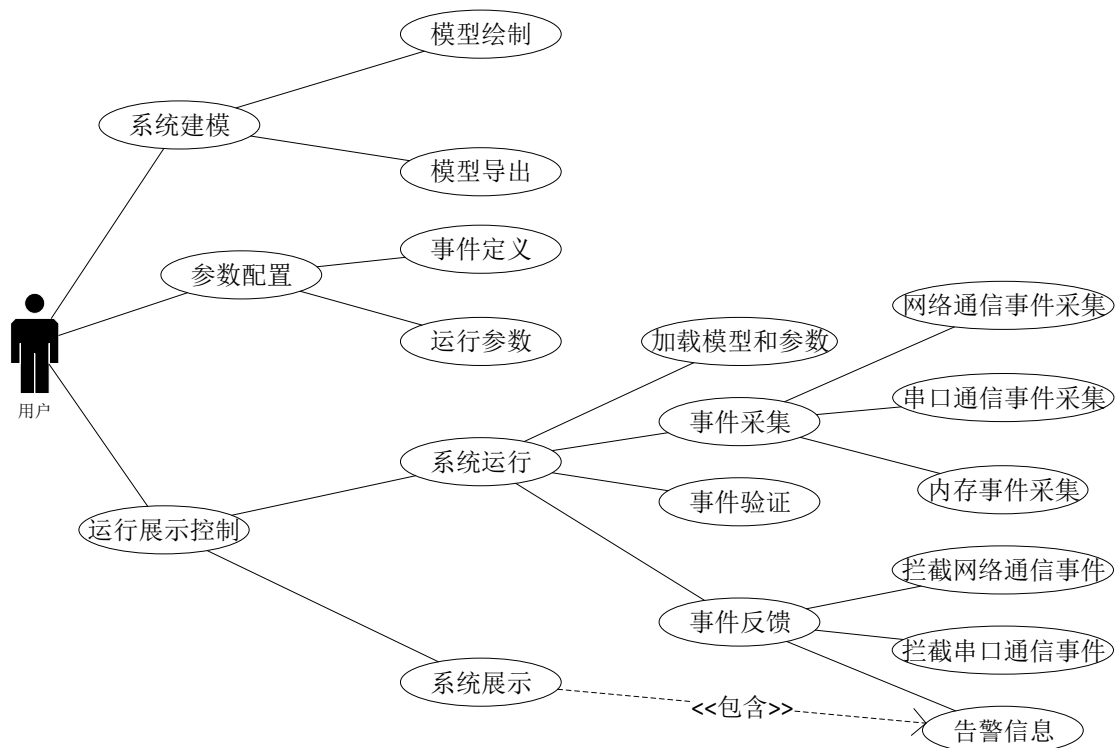 模型绘制
系统建模
模型导出
事件定义
参数配置
网络通信事件采集
运行参数
加载模型和参数
用户
串口通信事件采集
事件采集
系统运行
内存事件采集
事件验证
运行展示控制
拦截网络通信事件
事件反馈
拦截串口通信事件
系统展示
<<包含>>
告警信息